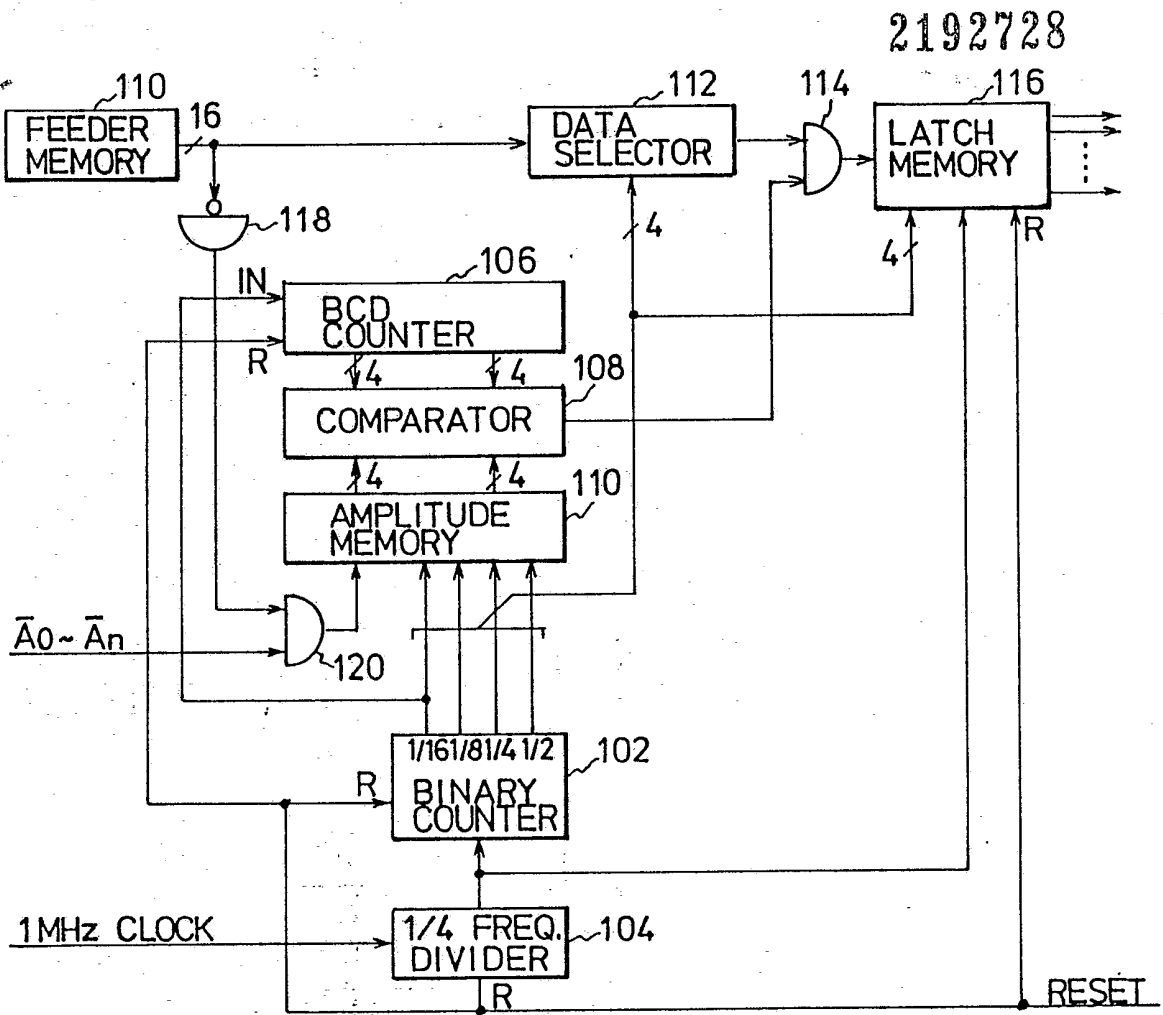 2192728
110
112
114
116
FEEDER
MEMORY
16
DATA
SELECTOR
LATCH
MEMORY
118
4
4
R
IN
106
BCD
COUNTER
R
4
4
108
COMPARATOR
4
4
110
AMPLITUDE
MEMORY
A̅0~A̅n
120
1/16 1/8 1/4 1/2
102
R
BINARY
COUNTER
1MHz CLOCK
1/4 FREQ.
DIVIDER
104
R
RESET